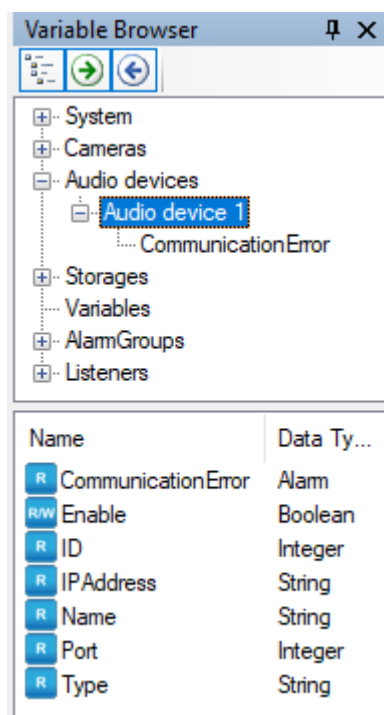 Variable Browser
System
Cameras
Audio devices
Audio device 1
CommunicationError
Storages
Variables
AlarmGroups
Listeners
Name Data Ty...
R CommunicationError Alarm
R/W Enable Boolean
R ID Integer
R IPAddress String
R Name String
R Port Integer
R Type String